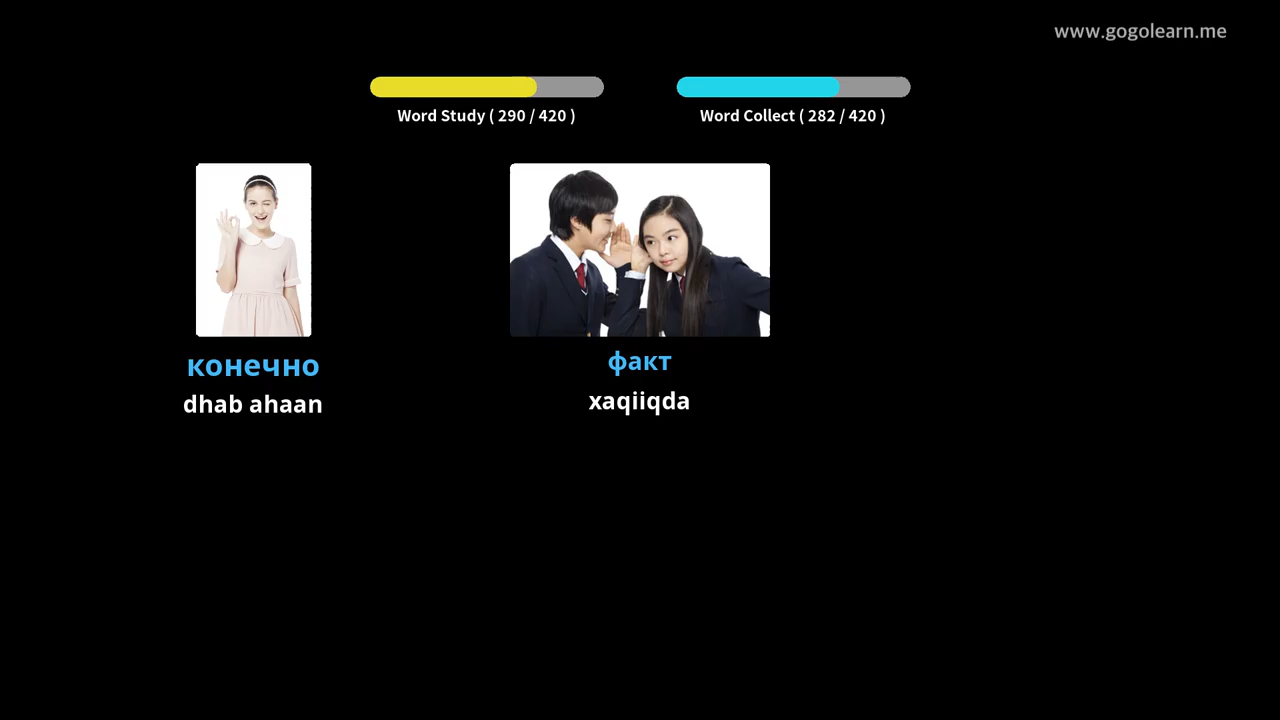 www.gogolearn.me
Word Study ( 290 / 420 )
Word Collect ( 282 / 420 )
конечно
dhab ahaan
факт
xaqiiqda